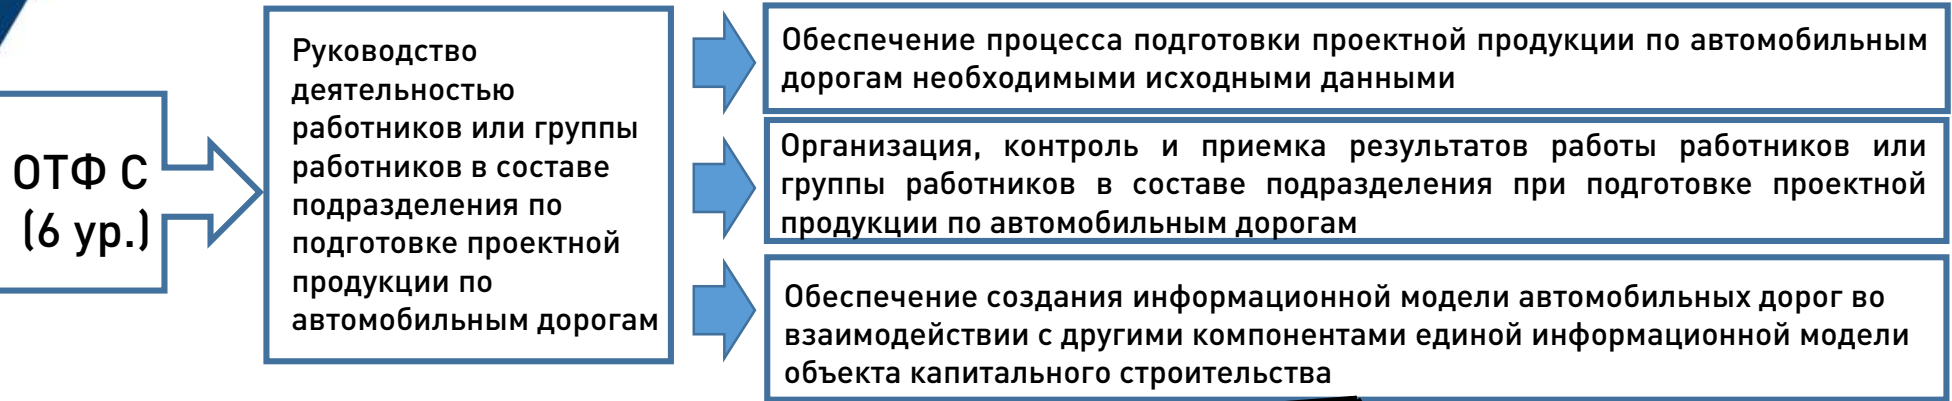 ОТФ С
(6 ур.)
Руководство
деятельностью
работников или группы
работников в составе
подразделения по
подготовке проектной
продукции по
автомобильным дорогам
Обеспечение процесса подготовки проектной продукции по автомобильным
дорогам необходимыми исходными данными
Организация, контроль и приемка результатов работы работников или
группы работников в составе подразделения при подготовке проектной
продукции по автомобильным дорогам
Обеспечение создания информационной модели автомобильных дорог во
взаимодействии с другими компонентами единой информационной модели
объекта капитального строительства